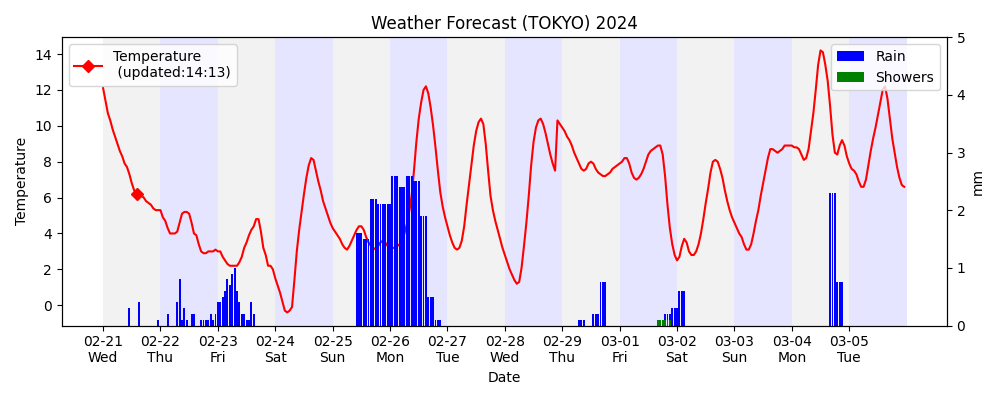 Weather Forecast (TOKYO) 2024
Temperature
(updated:14:13)
Rain
Showers
Temperature
14
12
10
8
6
4
2
0
5
4
3
2
1
0
mm
02-21 02-22 02-23 02-24 02-25 02-26 02-27 02-28 02-29 03-01 03-02 03-03 03-04 03-05
Wed Thu Fri Sat Sun Mon Tue Wed Thu Fri Sat Sun Mon Tue
Date